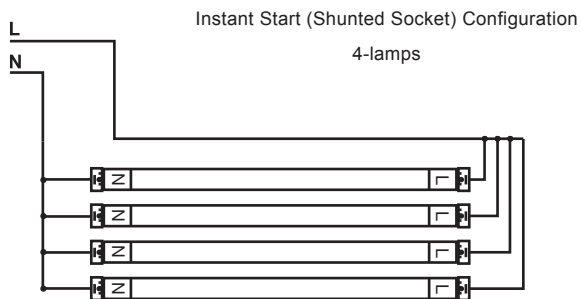 Instant Start (Shunted Socket) Configuration
4-lamps
L
N
N L
N L
N L
N L